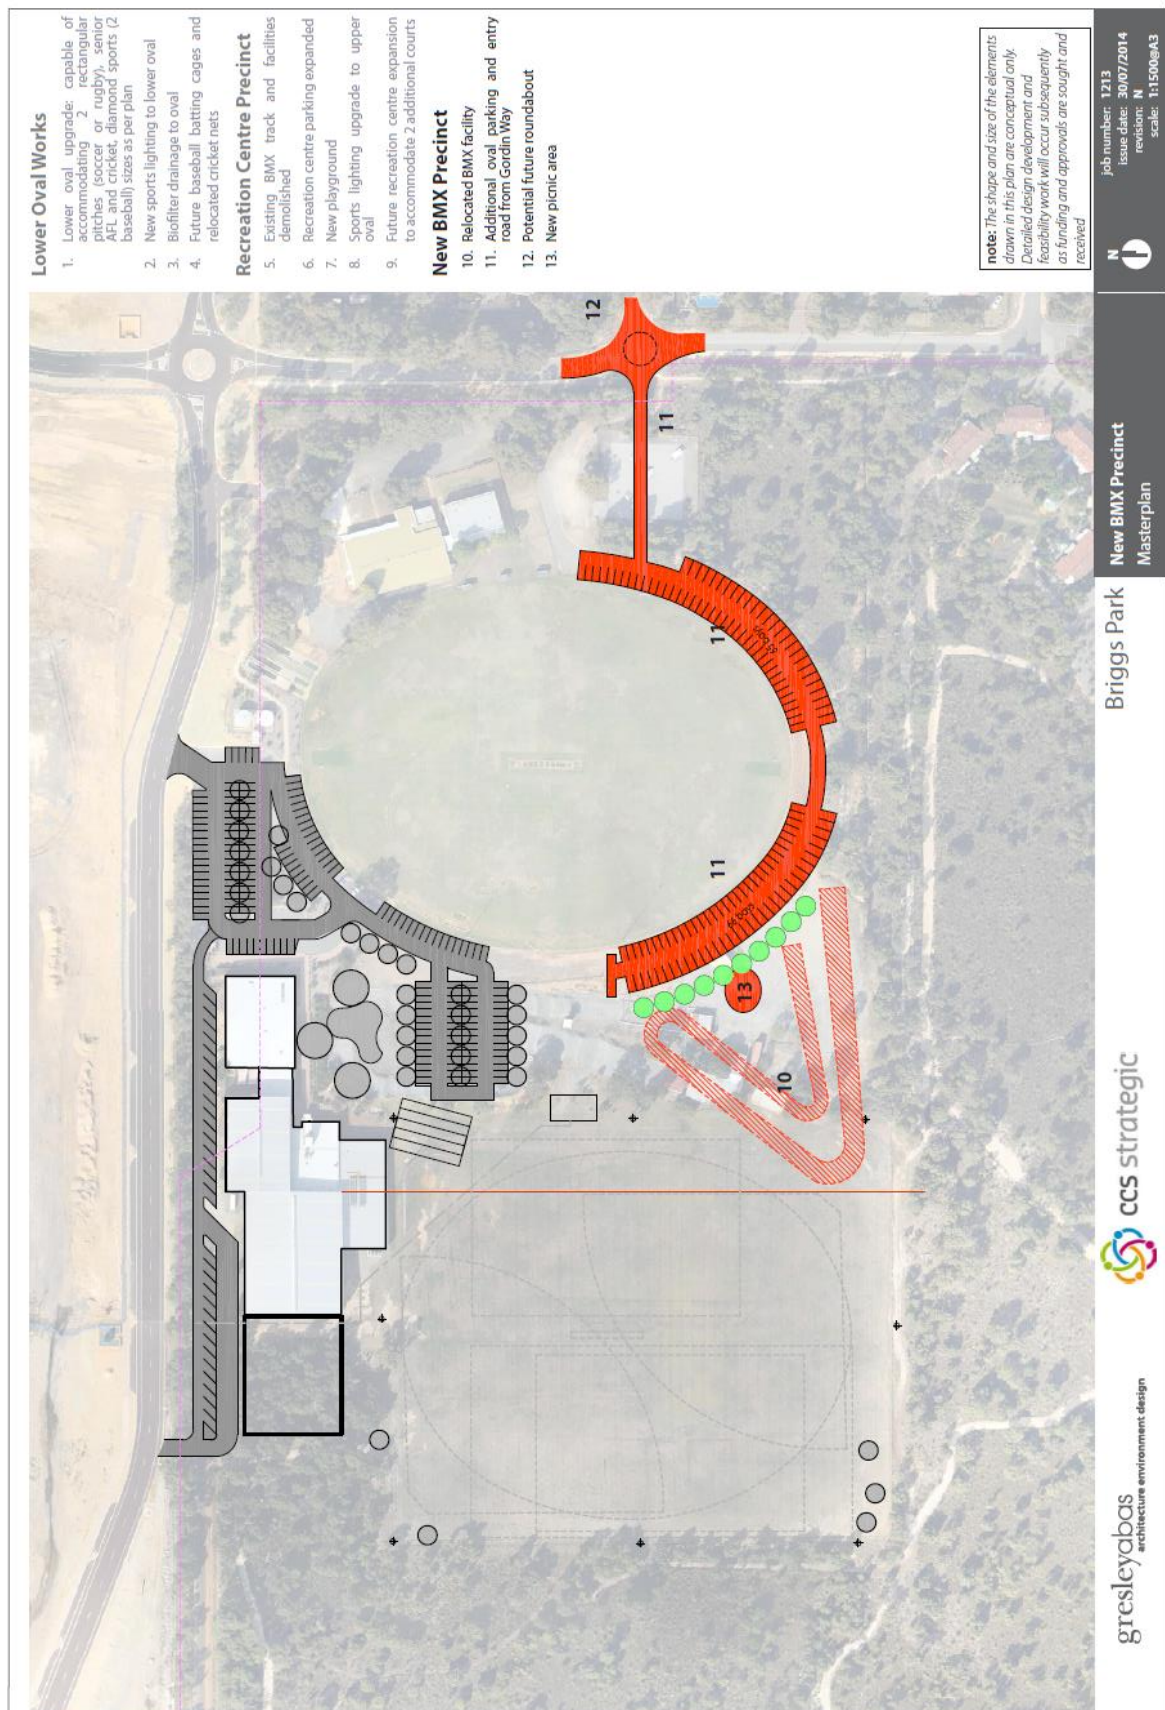 Lower Oval Works
1. Lower oval upgrade: capable of
accommodating 2 rectangular
pitches (soccer or rugby), senior
AFL and cricket, diamond sports (2
baseball) sizes as per plan
2. New sports lighting to lower oval
3. Biofilter drainage to oval
4. Future baseball batting cages and
relocated cricket nets
Recreation Centre Precinct
5. Existing BMX track and facilities
demolished
6. Recreation centre parking expanded
7. New playground
8. Sports lighting upgrade to upper
oval
9. Future recreation centre expansion
to accommodate 2 additional courts
New BMX Precinct
10. Relocated BMX facility
11. Additional oval parking and entry
road from Gordin Way
12. Potential future roundabout
13. New picnic area
note: The shape and size of the elements
drawn in this plan are conceptual only.
Detailed design development and
feasibility work will occur subsequently
as funding and approvals are sought and
received
12
11
11
65 bays
11
66 bays
13
10
gresleyabas
architecture environment design
ccs strategic
Briggs Park
New BMX Precinct
Masterplan
N
job number: 1213
issue date: 30/07/2014
revision: N
scale: 1:1500@A3